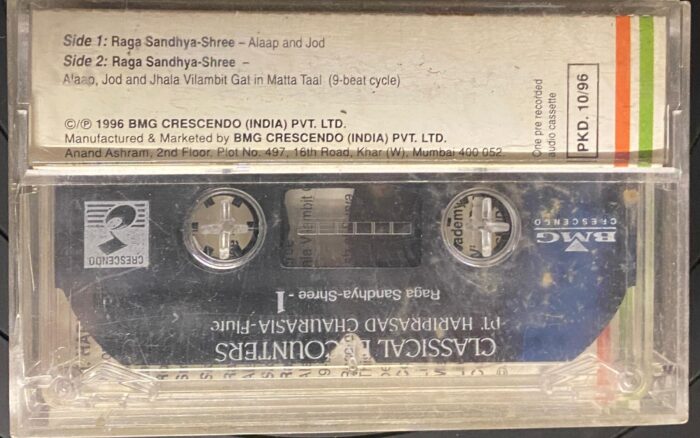 Side 1: Raga Sandhya-Shree – Alaap and Jod
Side 2: Raga Sandhya-Shree –
Alaap, Jod and Jhala Vilambit Gat in Matta Taal (9-beat cycle)
©/℗ 1996 BMG CRESCENDO (INDIA) PVT. LTD.
Manufactured & Marketed by BMG CRESCENDO (INDIA) PVT. LTD.
Anand Ashram, 2nd Floor, Plot No. 497, 16th Road, Khar (W), Mumbai 400 052
One pre recorded
audio cassette
PKD. 10/96
CLASSICAL ENCOUNTERS
PT. HARIPRASAD CHAURASIA-Flute
Raga Sandhya-Shree - 1
BMG
CRESCENDO
CRESCENDO